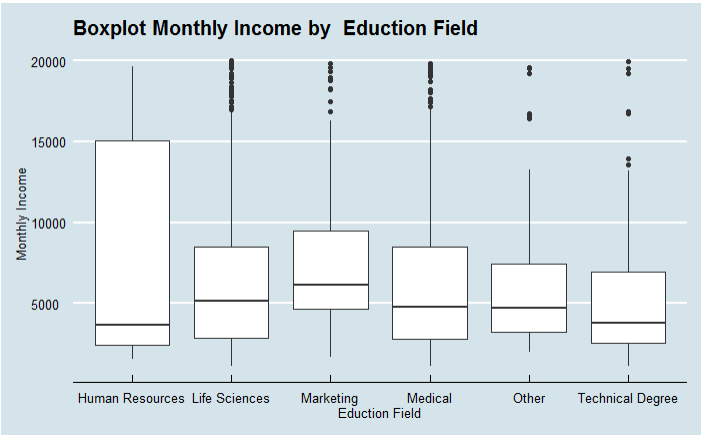 Boxplot Monthly Income by  Eduction Field
Monthly Income
20000
15000
10000
5000
Human Resources Life Sciences Marketing Medical Other Technical Degree
Eduction Field